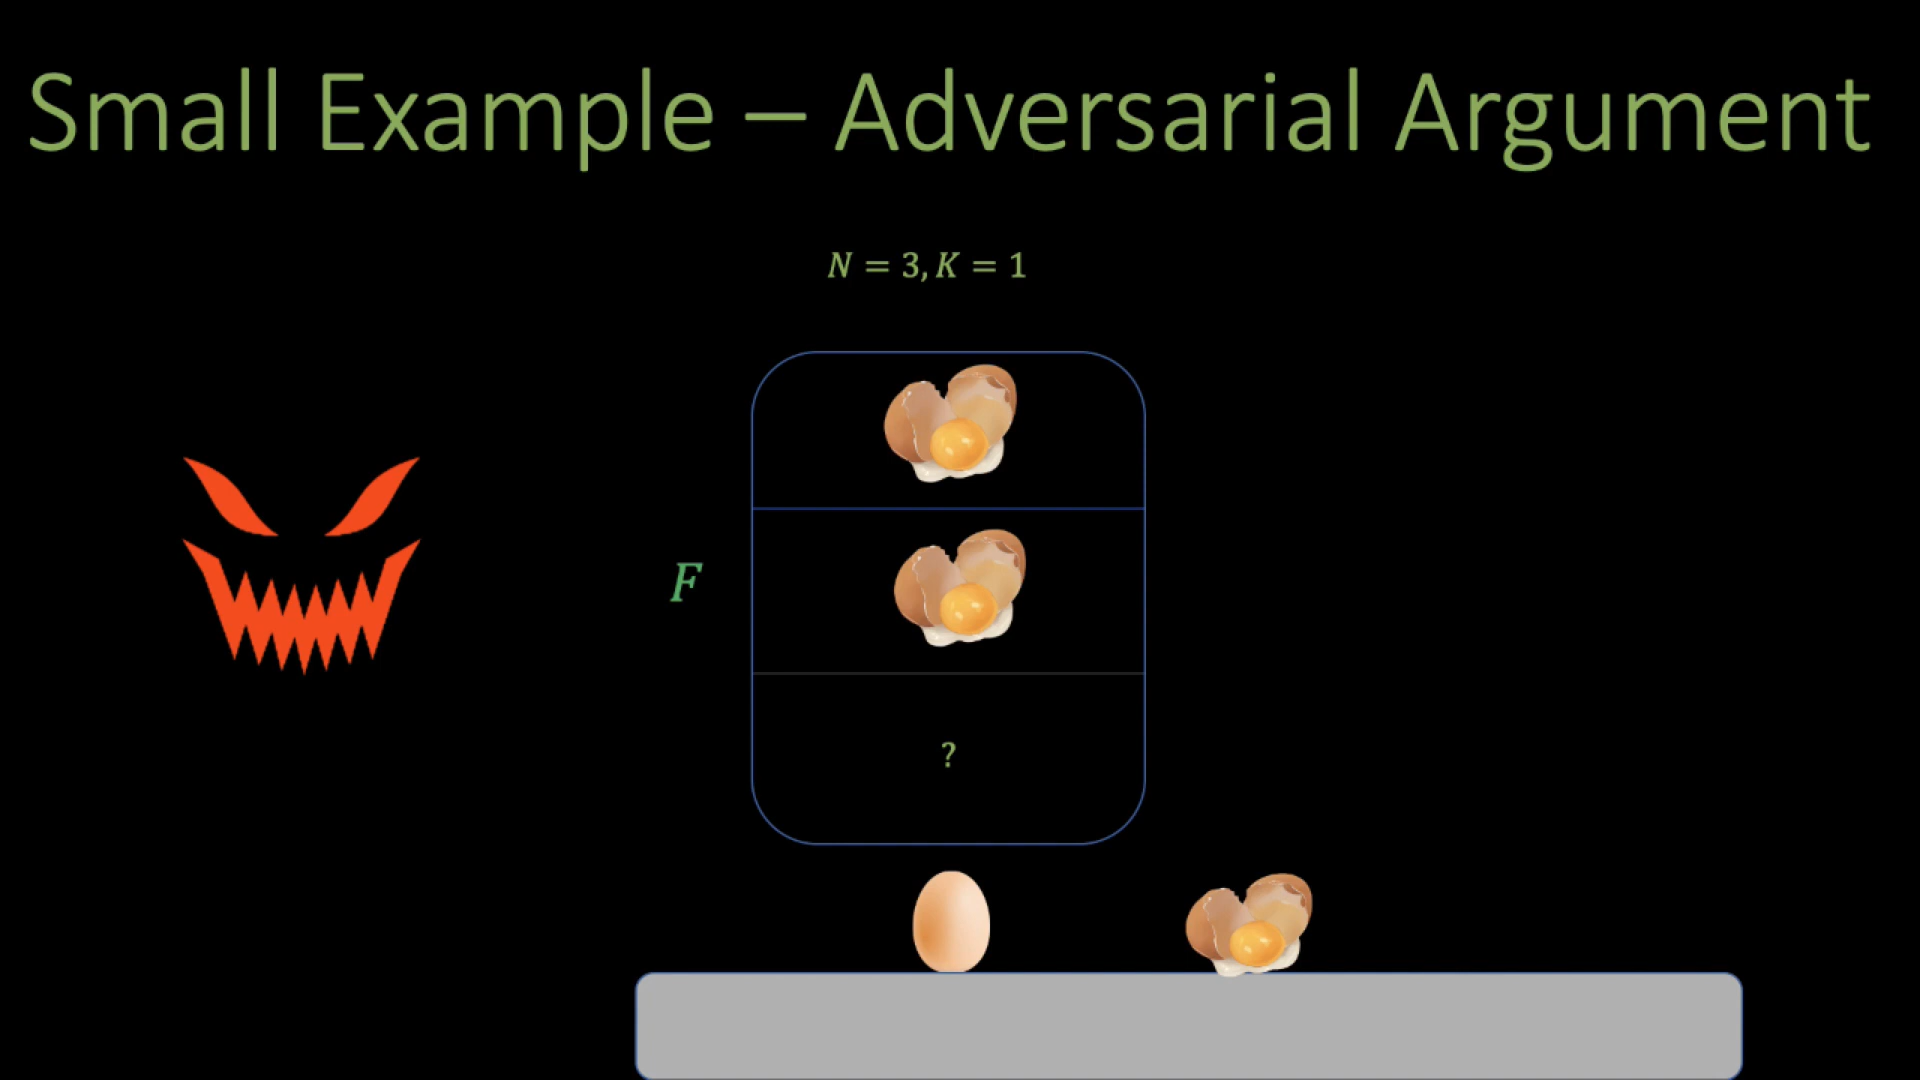 Small Example – Adversarial Argument
N = 3, K = 1
F
?